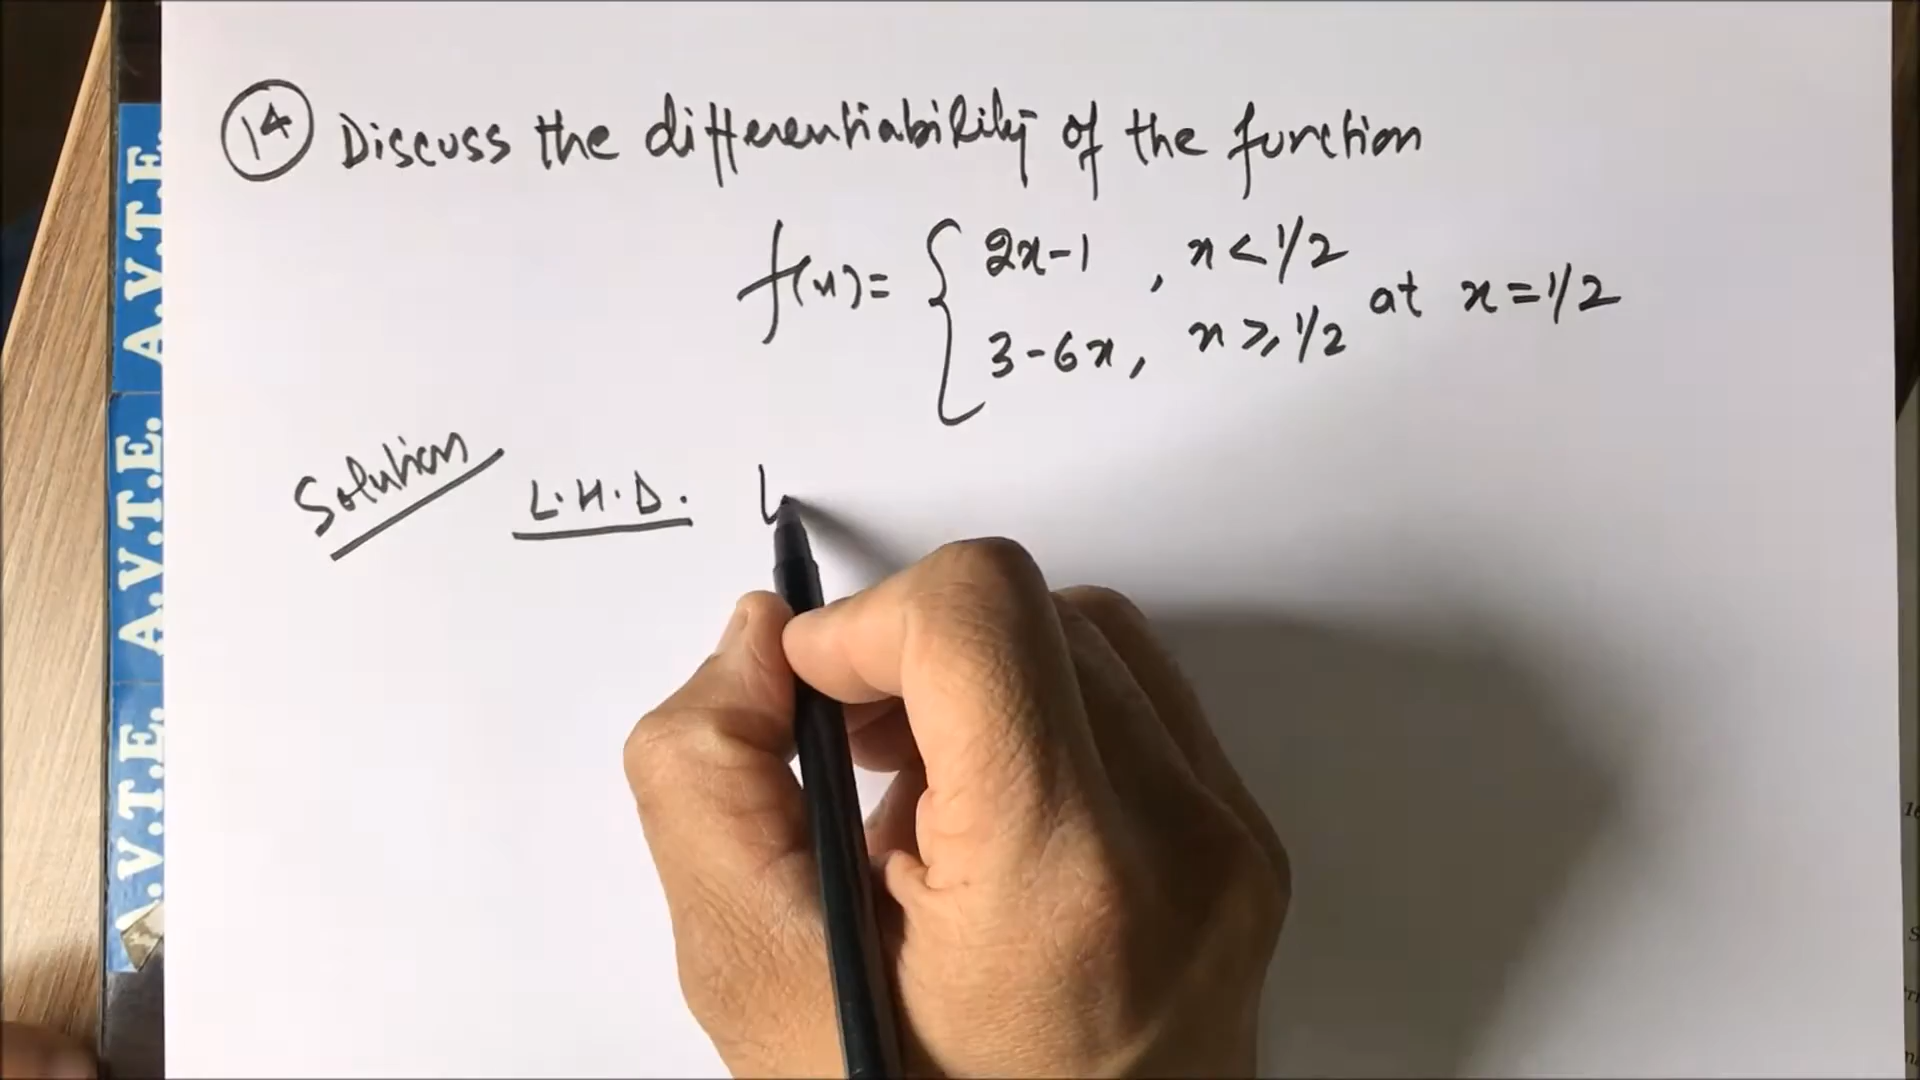 14 Discuss the differentiability of the function
f(x) = { 2x-1 , x < 1/2
3-6x, x ≥ 1/2 at x = 1/2
Solution L.H.D. L
A.V.T.E. A.V.T.E. A.V.T.E.